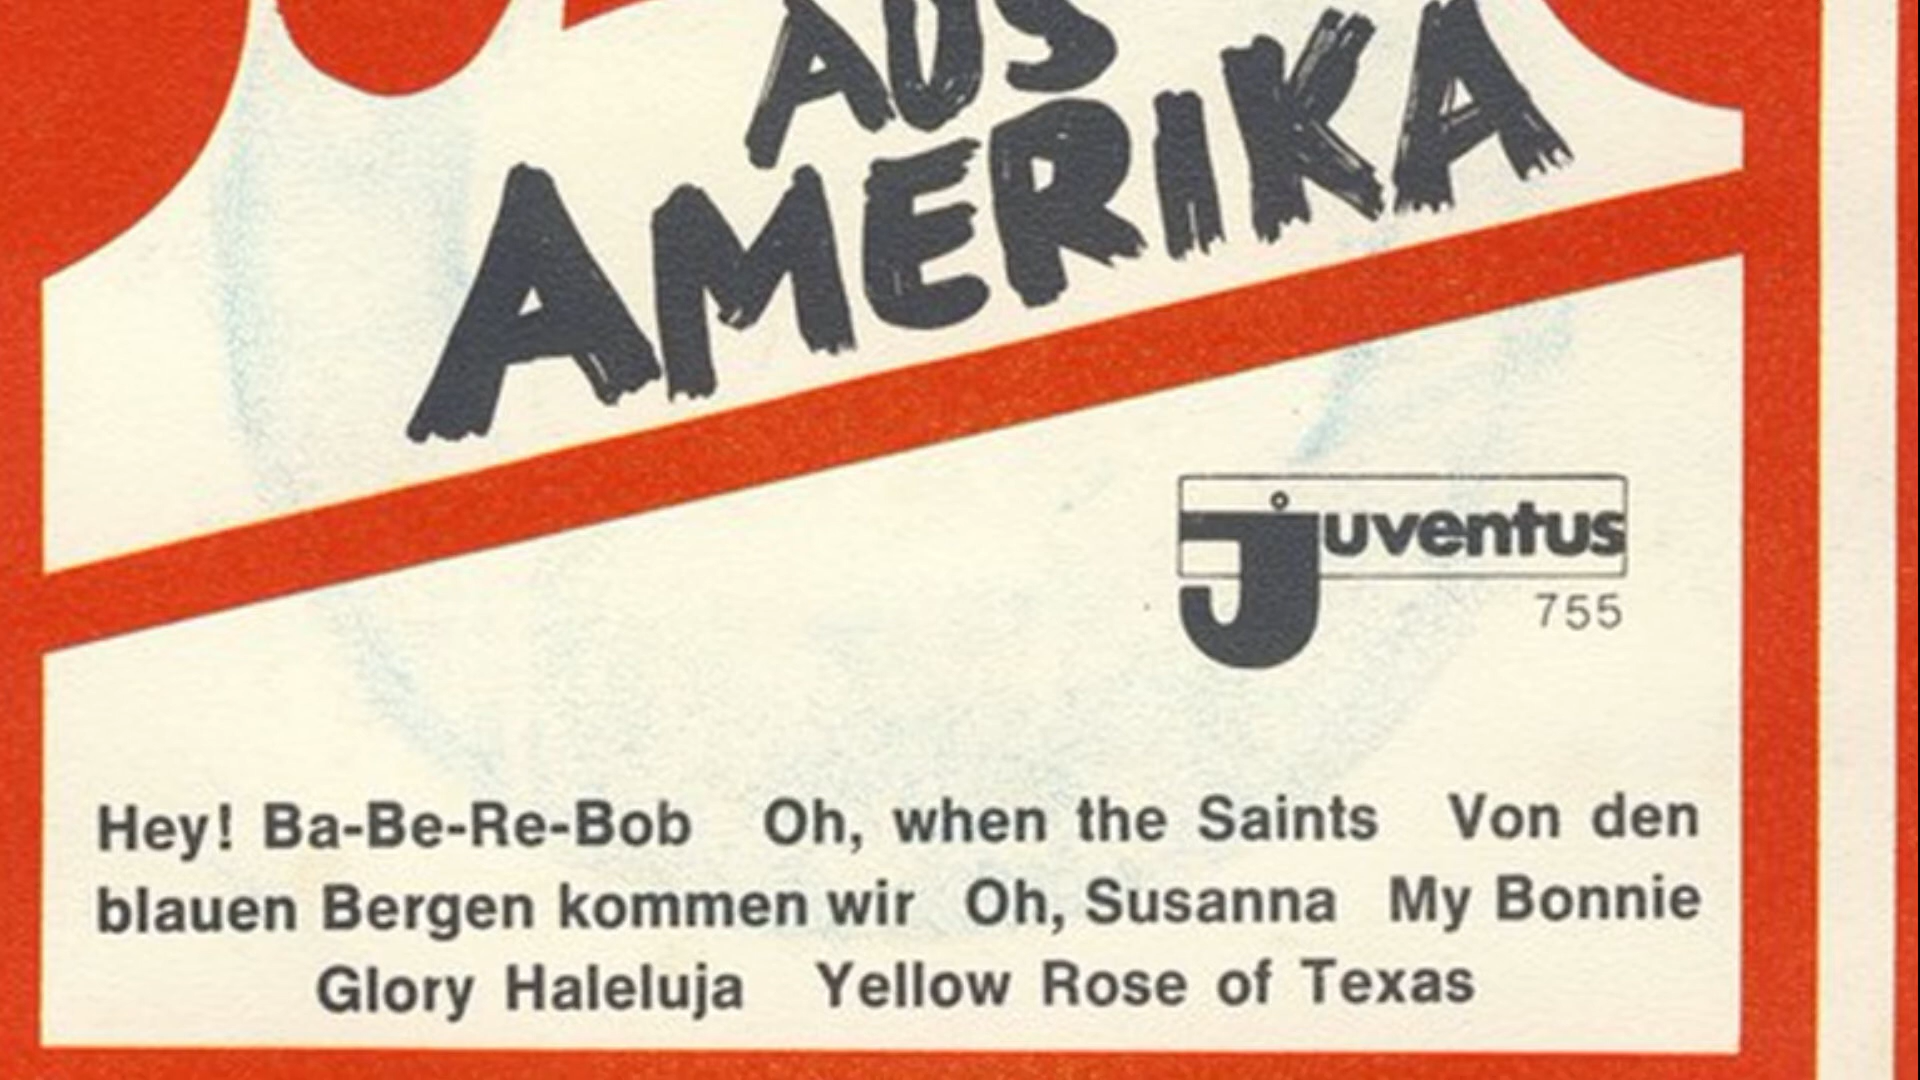 AUS
AMERIKA
juventus
755
Hey! Ba-Be-Re-Bob Oh, when the Saints Von den
blauen Bergen kommen wir Oh, Susanna My Bonnie
Glory Haleluja Yellow Rose of Texas